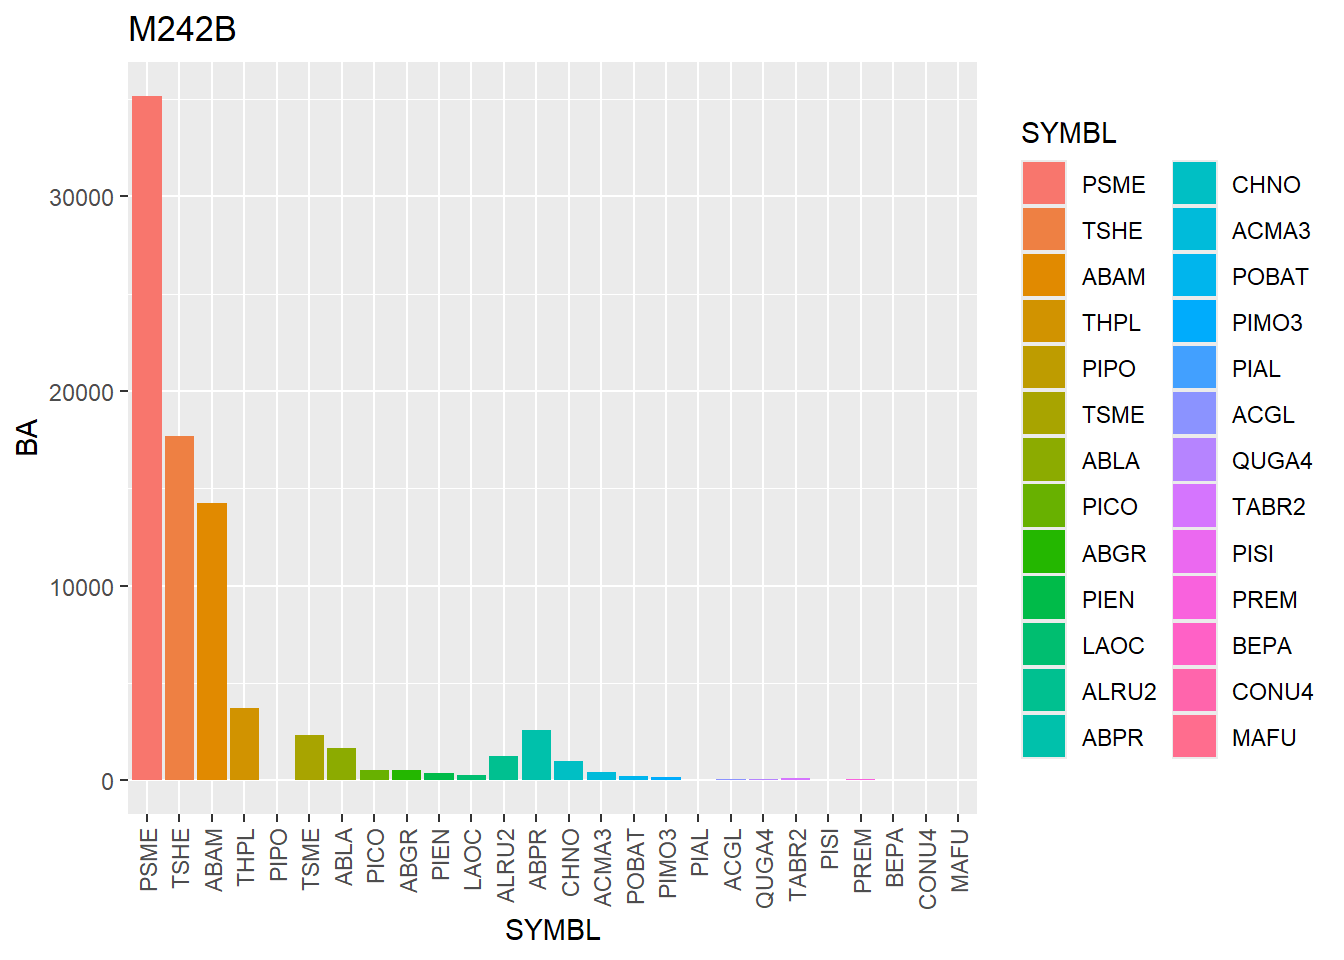 M242B
BA
30000
20000
10000
0
PSME
TSHE
ABAM
THPL
PIPO
TSME
ABLA
PICO
ABGR
PIEN
LAOC
ALRU2
ABPR
CHNO
ACMA3
POBAT
PIMO3
PIAL
ACGL
QUGA4
TABR2
PISI
PREM
BEPA
CONU4
MAFU
SYMBL
SYMBL
PSME
TSHE
ABAM
THPL
PIPO
TSME
ABLA
PICO
ABGR
PIEN
LAOC
ALRU2
ABPR
CHNO
ACMA3
POBAT
PIMO3
PIAL
ACGL
QUGA4
TABR2
PISI
PREM
BEPA
CONU4
MAFU